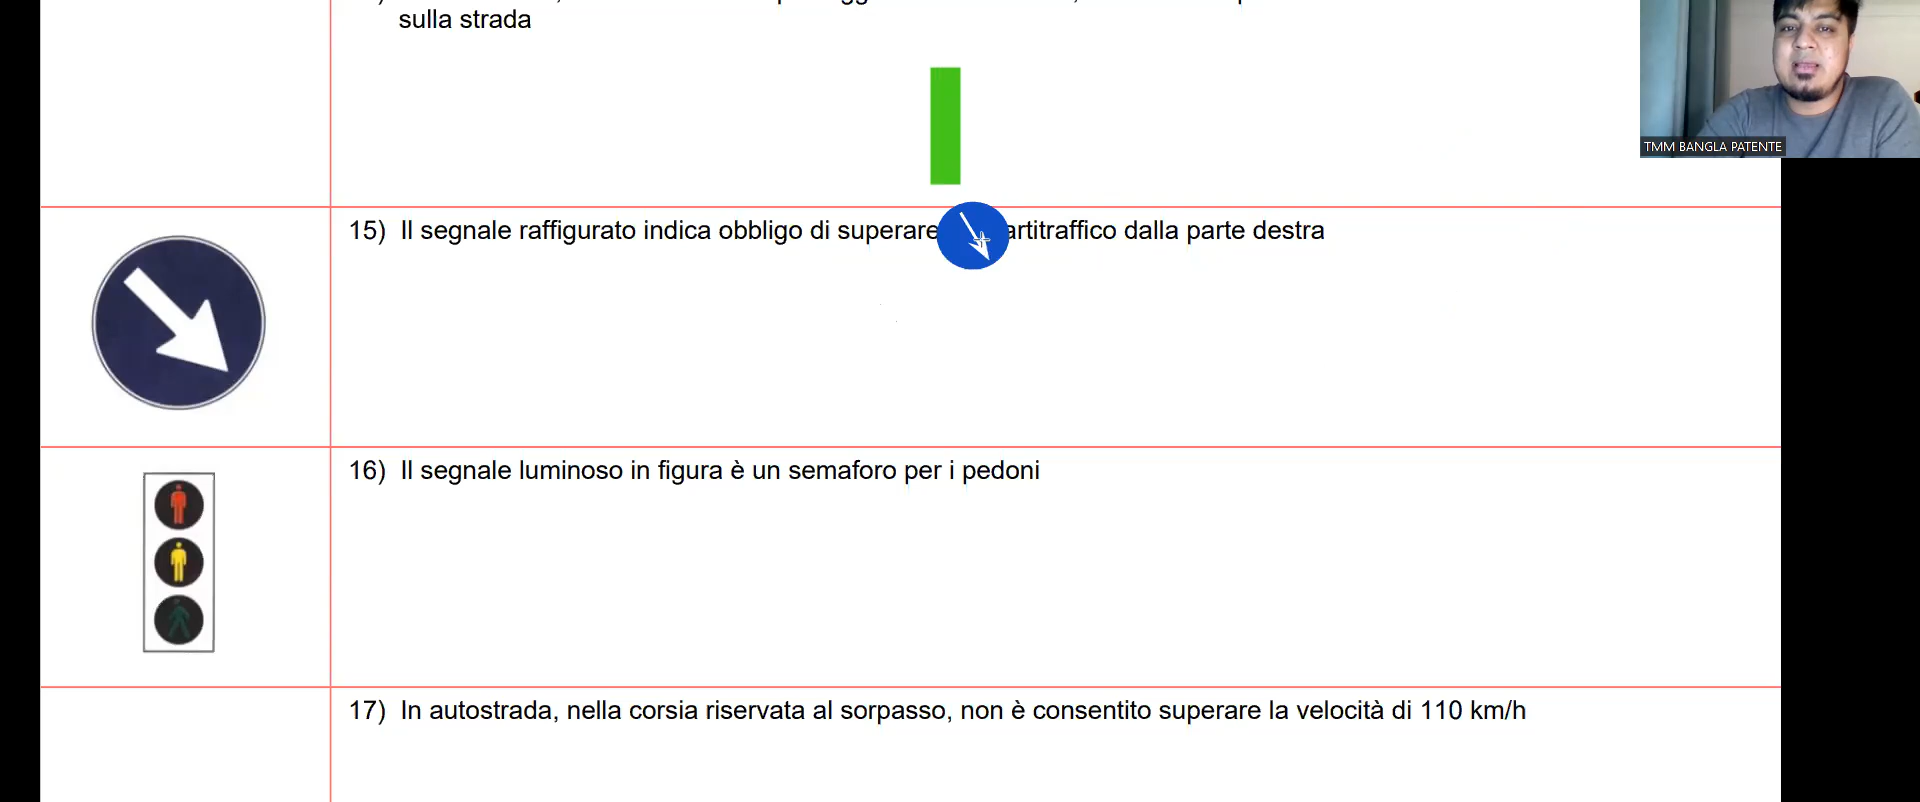 sulla strada
TMM BANGLA PATENTE
15) Il segnale raffigurato indica obbligo di superare artitraffico dalla parte destra
16) Il segnale luminoso in figura è un semaforo per i pedoni
17) In autostrada, nella corsia riservata al sorpasso, non è consentito superare la velocità di 110 km/h